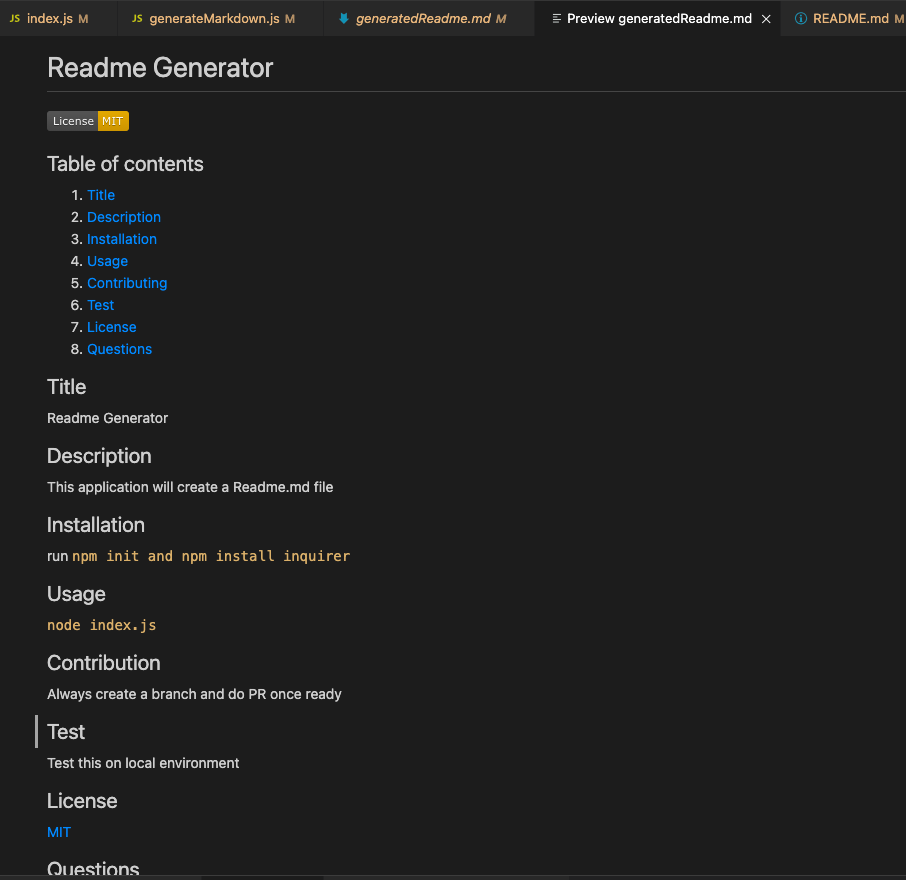 JS index.js M JS generateMarkdown.js M generatedReadme.md M Preview generatedReadme.md × README.md M
Readme Generator
License MIT
Table of contents
1. Title
2. Description
3. Installation
4. Usage
5. Contributing
6. Test
7. License
8. Questions
Title
Readme Generator
Description
This application will create a Readme.md file
Installation
run npm init and npm install inquirer
Usage
node index.js
Contribution
Always create a branch and do PR once ready
Test
Test this on local environment
License
MIT
Questions